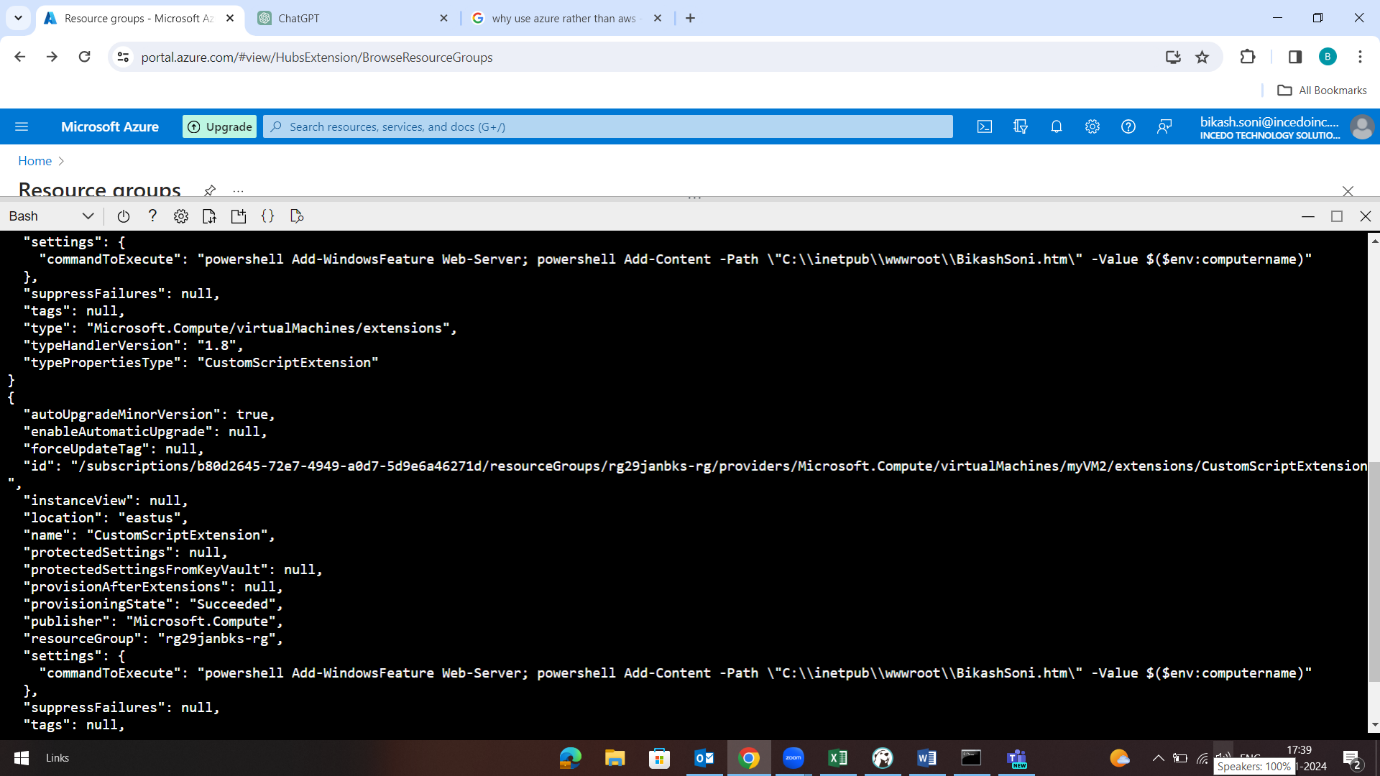 Resource groups - Microsoft Az
ChatGPT
why use azure rather than aws
portal.azure.com/#view/HubsExtension/BrowseResourceGroups
B
All Bookmarks
Microsoft Azure
Upgrade
Search resources, services, and docs (G+/)
bikash.soni@incedoinc....
INCEDO TECHNOLOGY SOLUTIO...
Home >
Resource groups
...
Bash
"settings": {
"commandToExecute": "powershell Add-WindowsFeature Web-Server; powershell Add-Content -Path \"C:\\inetpub\\wwwroot\\BikashSoni.htm\" -Value $($env:computername)"
},
"suppressFailures": null,
"tags": null,
"type": "Microsoft.Compute/virtualMachines/extensions",
"typeHandlerVersion": "1.8",
"typePropertiesType": "CustomScriptExtension"
}
{
"autoUpgradeMinorVersion": true,
"enableAutomaticUpgrade": null,
"forceUpdateTag": null,
"id": "/subscriptions/b80d2645-72e7-4949-a0d7-5d9e6a46271d/resourceGroups/rg29janbks-rg/providers/Microsoft.Compute/virtualMachines/myVM2/extensions/CustomScriptExtension
",
"instanceView": null,
"location": "eastus",
"name": "CustomScriptExtension",
"protectedSettings": null,
"protectedSettingsFromKeyVault": null,
"provisionAfterExtensions": null,
"provisioningState": "Succeeded",
"publisher": "Microsoft.Compute",
"resourceGroup": "rg29janbks-rg",
"settings": {
"commandToExecute": "powershell Add-WindowsFeature Web-Server; powershell Add-Content -Path \"C:\\inetpub\\wwwroot\\BikashSoni.htm\" -Value $($env:computername)"
},
"suppressFailures": null,
"tags": null,
Links
zoom
NEW
17:39
Speakers: 100%
1-2024
2